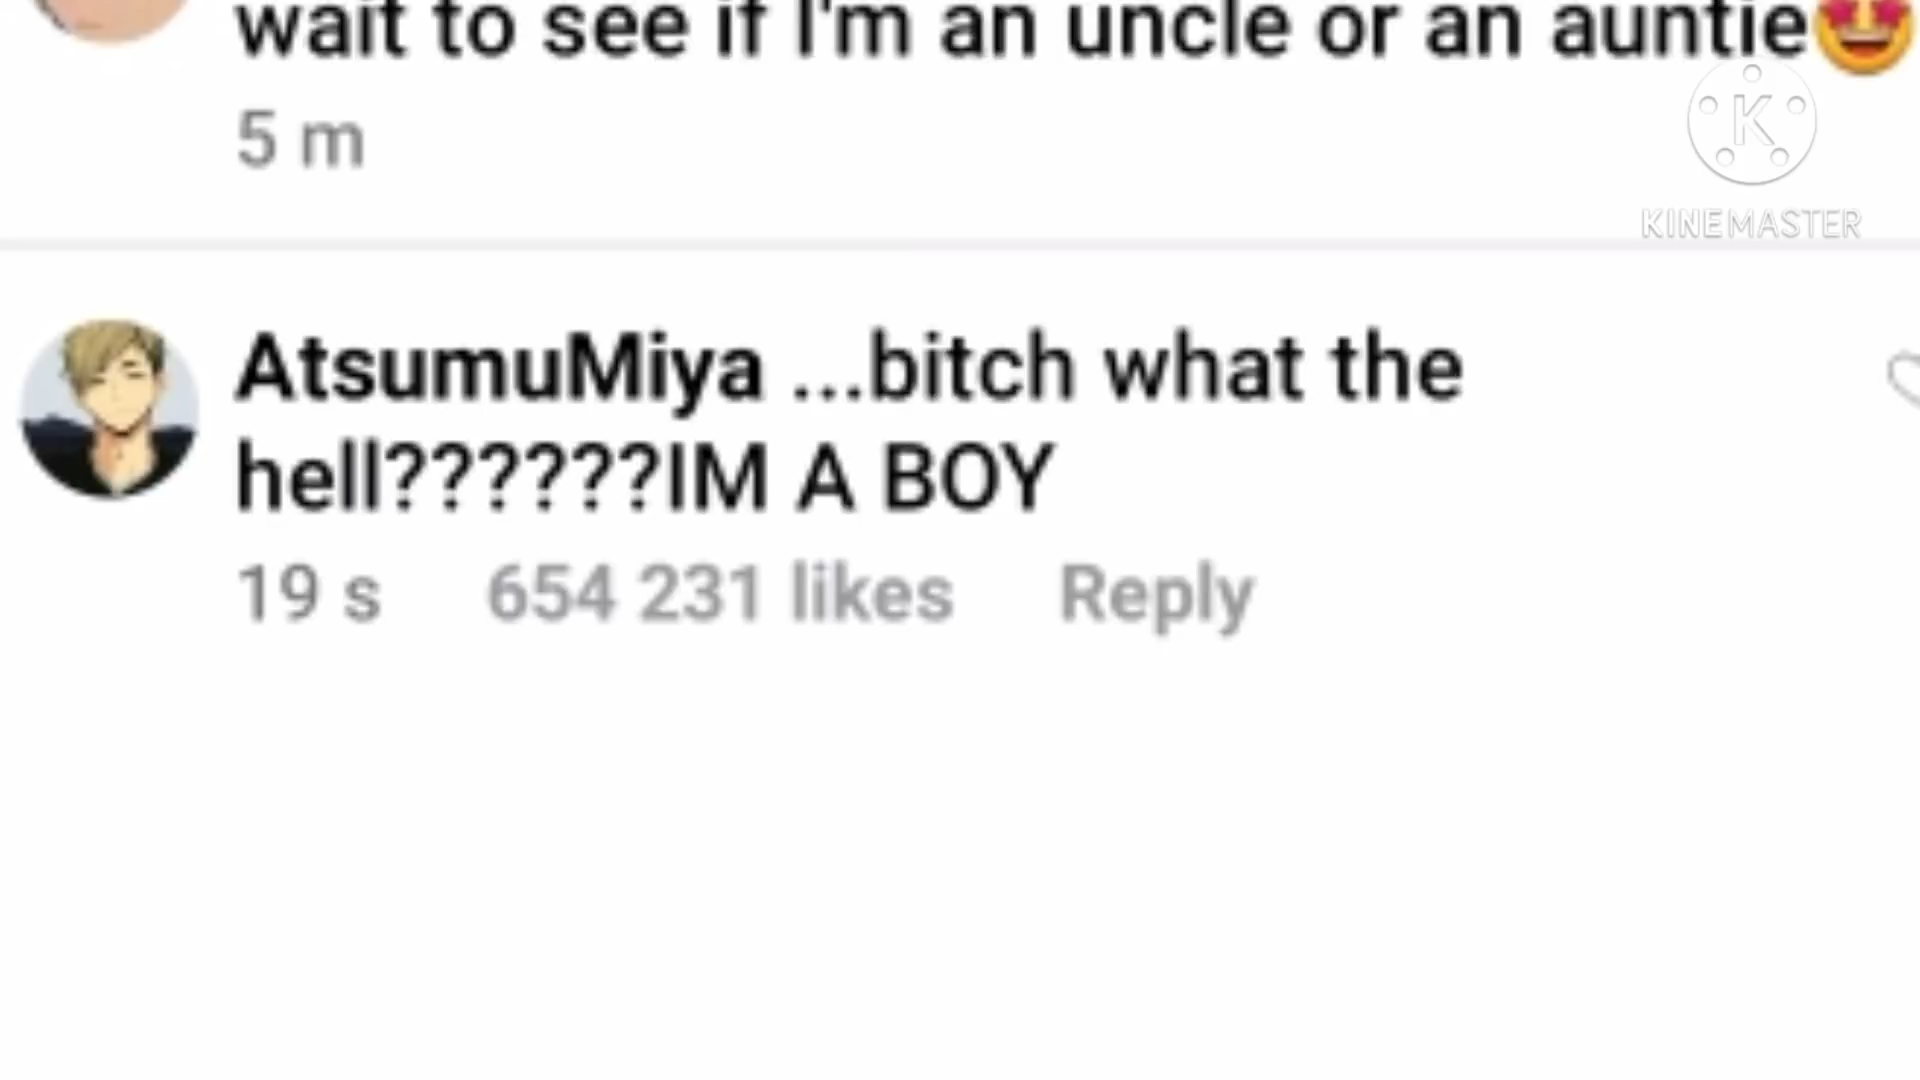 wait to see if I'm an uncle or an auntie🤩
5 m
KINEMASTER
AtsumuMiya ...bitch what the
hell??????IM A BOY
19 s 654 231 likes Reply